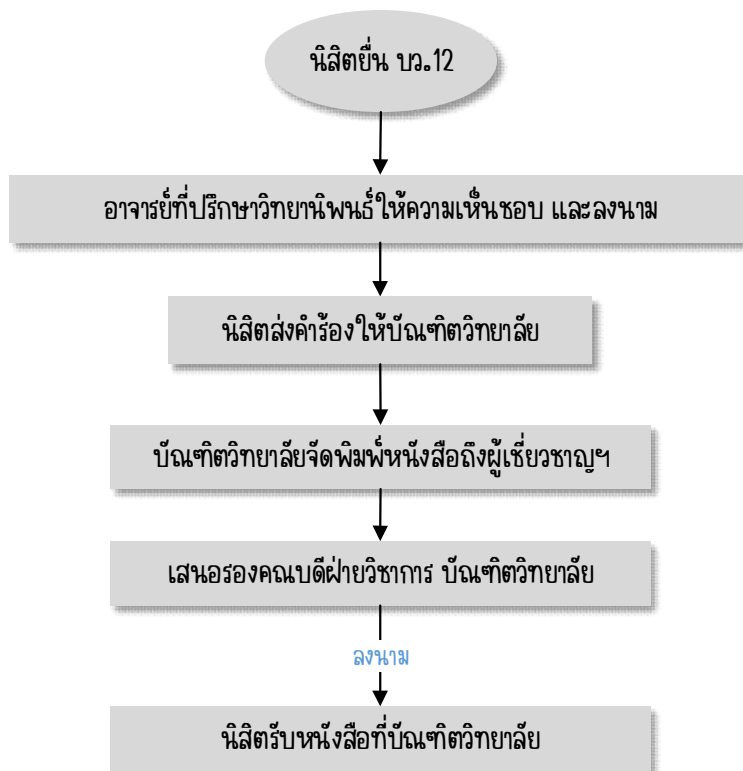 นิสิตยื่น บว.12
อาจารย์ที่ปรึกษาวิทยานิพนธ์ให้ความเห็นชอบ และลงนาม
นิสิตส่งคำร้องให้บัณฑิตวิทยาลัย
บัณฑิตวิทยาลัยจัดพิมพ์หนังสือถึงผู้เชี่ยวชาญฯ
เสนอรองคณบดีฝ่ายวิชาการ บัณฑิตวิทยาลัย
ลงนาม
นิสิตรับหนังสือที่บัณฑิตวิทยาลัย